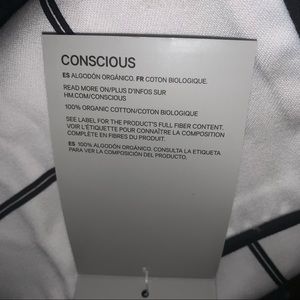 CONSCIOUS
ES ALGODÓN ORGÁNICO. FR COTON BIOLOGIQUE.
READ MORE ON/PLUS D'INFOS SUR
HM.COM/CONSCIOUS
100% ORGANIC COTTON/COTON BIOLOGIQUE
SEE LABEL FOR THE PRODUCT'S FULL FIBER CONTENT.
VOIR L'ÉTIQUETTE POUR CONNAÎTRE LA COMPOSITION
COMPLÈTE EN FIBRES DU PRODUIT.
ES 100% ALGODÓN ORGÁNICO. CONSULTA LA ETIQUETA
PARA VER LA COMPOSICIÓN DEL PRODUCTO.